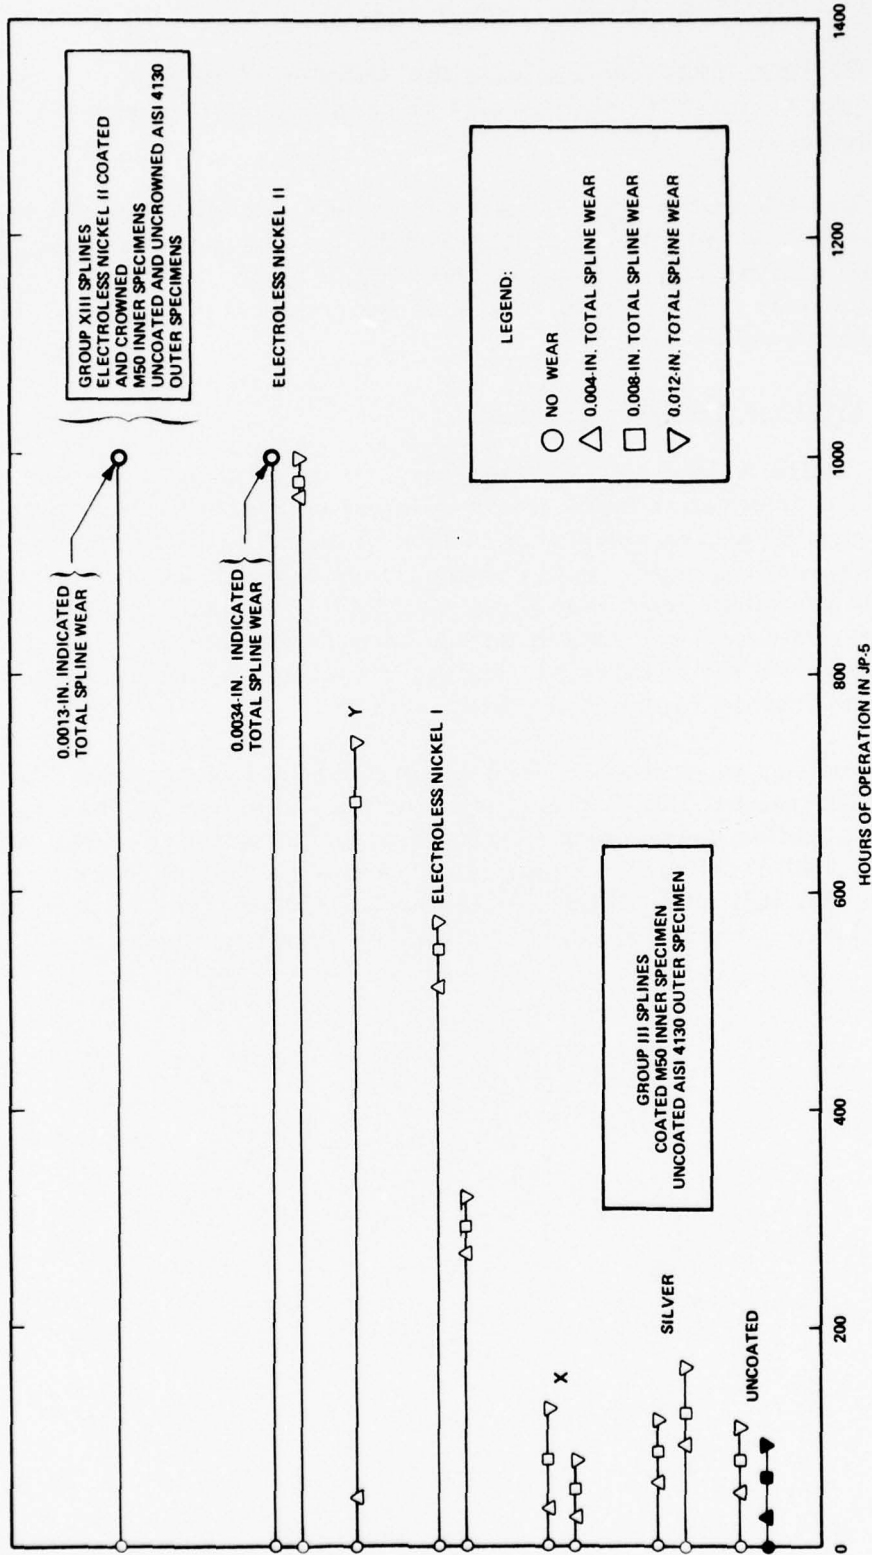 GROUP XIII SPLINES
ELECTROLESS NICKEL II COATED
AND CROWNED
M50 INNER SPECIMENS
UNCOATED AND UNCROWNED AISI 4130
OUTER SPECIMENS
0.0013-IN. INDICATED
TOTAL SPLINE WEAR
0.0034-IN. INDICATED
TOTAL SPLINE WEAR
ELECTROLESS NICKEL II
Y
ELECTROLESS NICKEL I
X
SILVER
UNCOATED
GROUP III SPLINES
COATED M50 INNER SPECIMEN
UNCOATED AISI 4130 OUTER SPECIMEN
LEGEND:
NO WEAR
0.004-IN. TOTAL SPLINE WEAR
0.008-IN. TOTAL SPLINE WEAR
0.012-IN. TOTAL SPLINE WEAR
0
200
400
600
800
1000
1200
1400
HOURS OF OPERATION IN JP-5